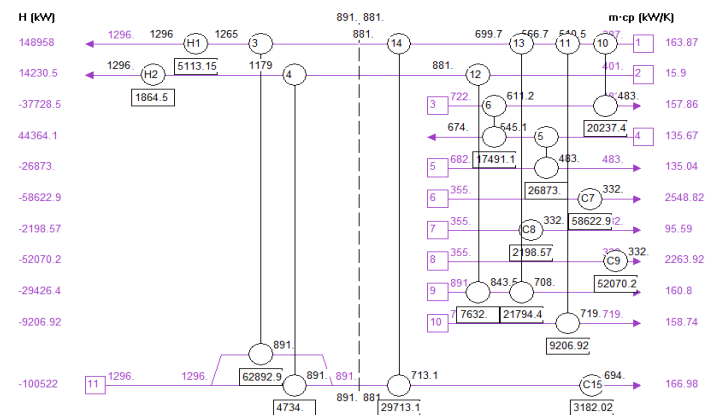 H (kW) 891. 881. m·cp (kW/K)
148958 1296. 1296 H1 1265 3 881. 14 699.7 13 566.7 11 540.5 10 387. 1 163.87
5113.15 1179
14230.5 1296. H2 4 881. 12 401. 2 15.9
1864.5
-37728.5 3 722. 6 611.2 483. 157.86
20237.4
44364.1 674. 545.1 5 4 135.67
17491.1
-26873. 5 682. 483. 483. 135.04
26873.
-58622.9 6 355. C7 332. 2548.82
58622.9
-2198.57 7 355. C8 332. 95.59
2198.57
-52070.2 8 355. C9 332. 2263.92
52070.2
-29426.4 9 891. 843.5 708. 160.8
7632. 21794.4
-9206.92 10 719. 719. 158.74
9206.92
891.
62892.9
-100522 11 1296. 1296. 891. 891. 713.1 C15 694. 166.98
891. 881.
4734. 29713.1 3182.02